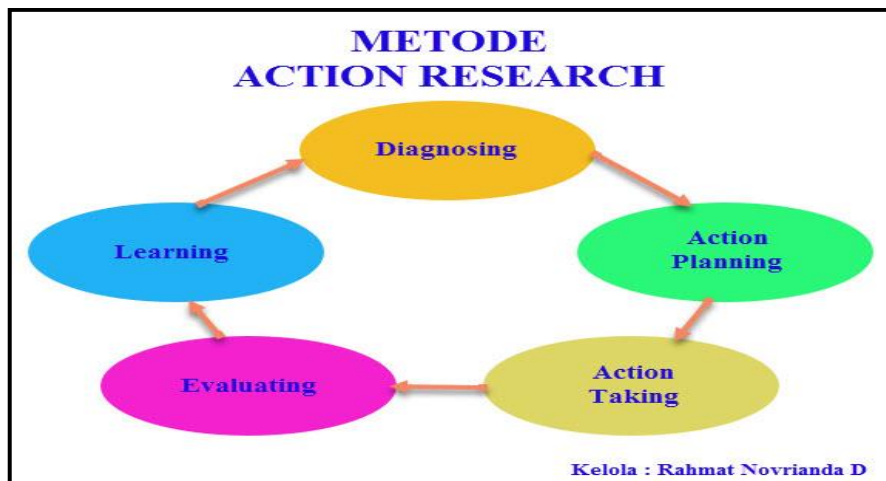 METODE
ACTION RESEARCH
Diagnosing
Action
Planning
Action
Taking
Evaluating
Learning
Kelola : Rahmat Novrianda D